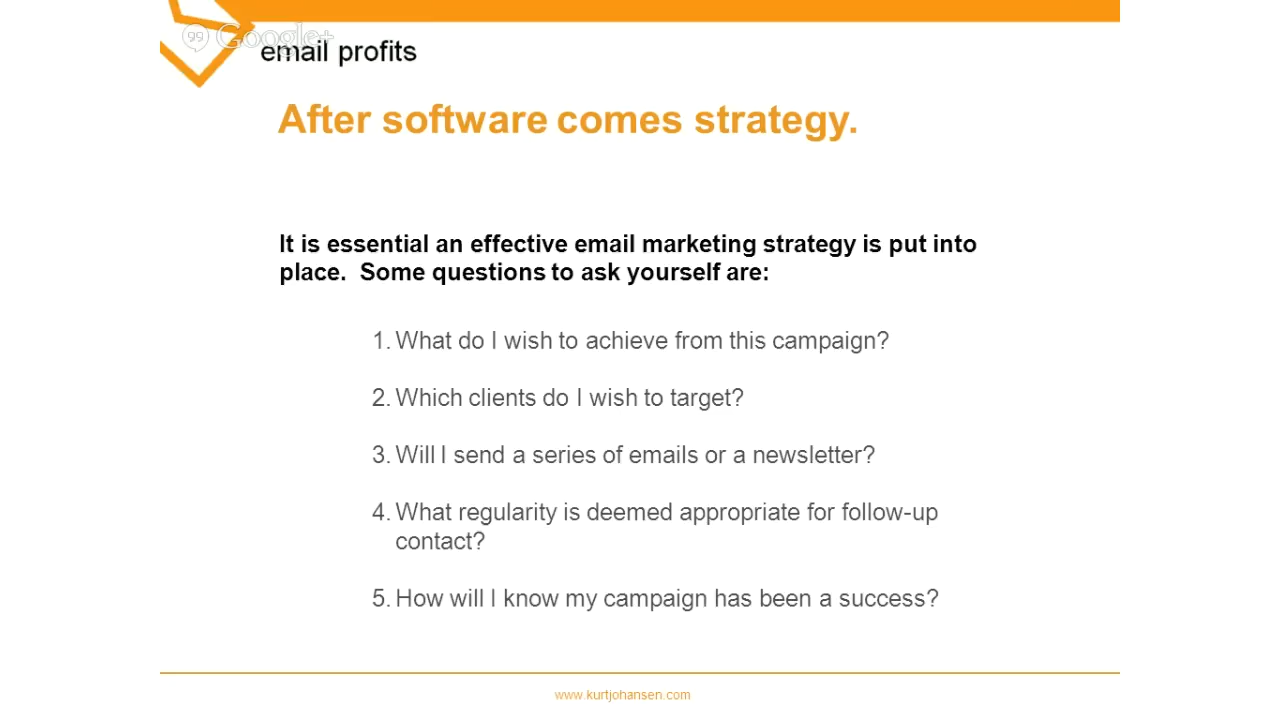 Google+
email profits
After software comes strategy.
It is essential an effective email marketing strategy is put into
place.  Some questions to ask yourself are:
1. What do I wish to achieve from this campaign?
2. Which clients do I wish to target?
3. Will I send a series of emails or a newsletter?
4. What regularity is deemed appropriate for follow-up
contact?
5. How will I know my campaign has been a success?
www.kurtjohansen.com